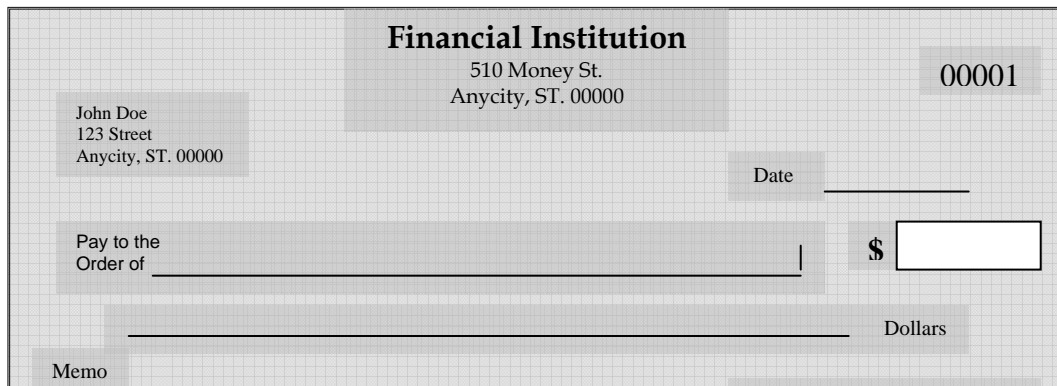 Financial Institution
510 Money St.
Anycity, ST. 00000
00001
John Doe
123 Street
Anycity, ST. 00000
Date
Pay to the
Order of
$
Dollars
Memo